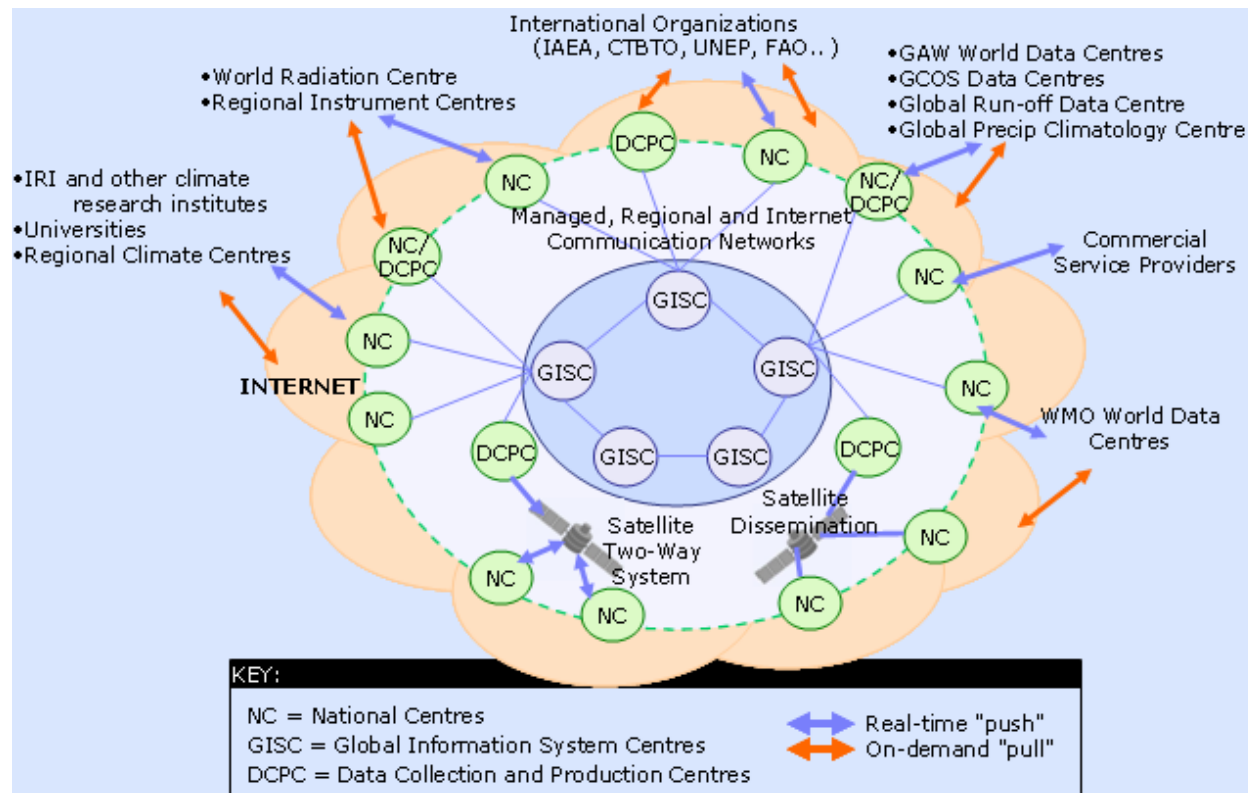 International Organizations
(IAEA, CTBTO, UNEP, FAO.. )
•World Radiation Centre
•Regional Instrument Centres
•GAW World Data Centres
•GCOS Data Centres
•Global Run-off Data Centre
•Global Precip Climatology Centre
•IRI and other climate
research institutes
•Universities
•Regional Climate Centres
DCPC
NC
NC
NC/
DCPC
Managed, Regional and Internet
Communication Networks
NC/
DCPC
NC
Commercial
Service Providers
GISC
NC
GISC
GISC
INTERNET
NC
NC
WMO World Data
Centres
DCPC
GISC
GISC
DCPC
Satellite
Two-Way
System
Satellite
Dissemination
NC
NC
NC
NC
KEY:
NC = National Centres
GISC = Global Information System Centres
DCPC = Data Collection and Production Centres
Real-time "push"
On-demand "pull"